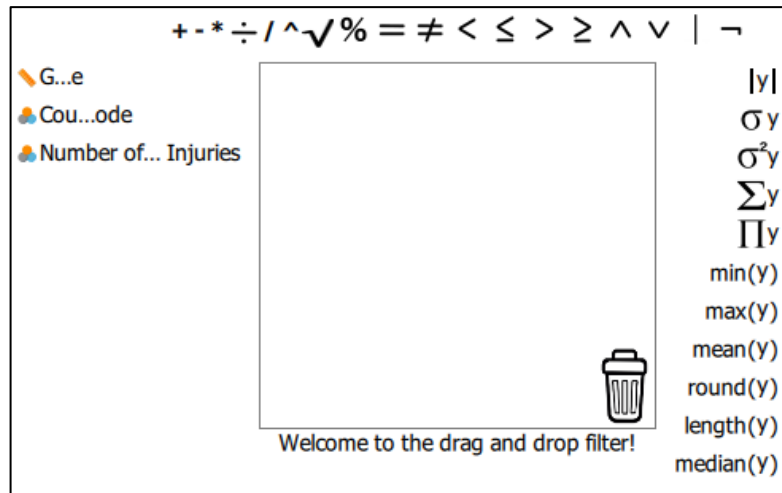 + - * ÷ / ^ √ % = ≠ < ≤ > ≥ ∧ ∨ | ¬
G...e
Cou...ode
Number of... Injuries
|y|
σ y
σ²y
∑y
∏y
min(y)
max(y)
mean(y)
round(y)
length(y)
median(y)
Welcome to the drag and drop filter!